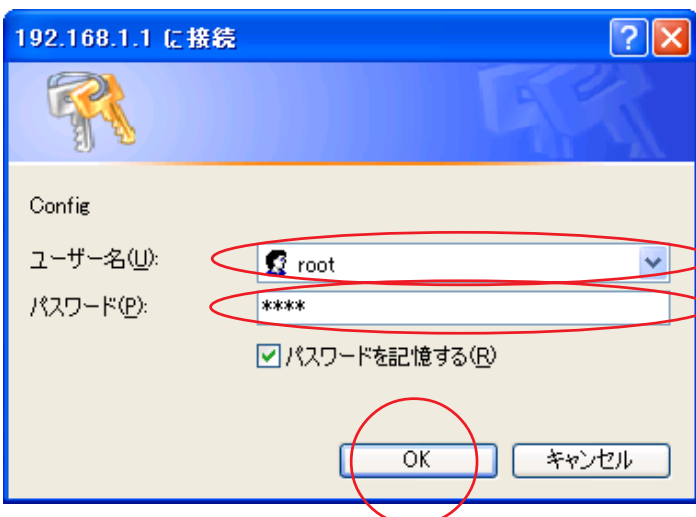 192.168.1.1 に接続
Config
ユーザー名(U):
root
パスワード(P):
****
パスワードを記憶する(R)
OK
キャンセル